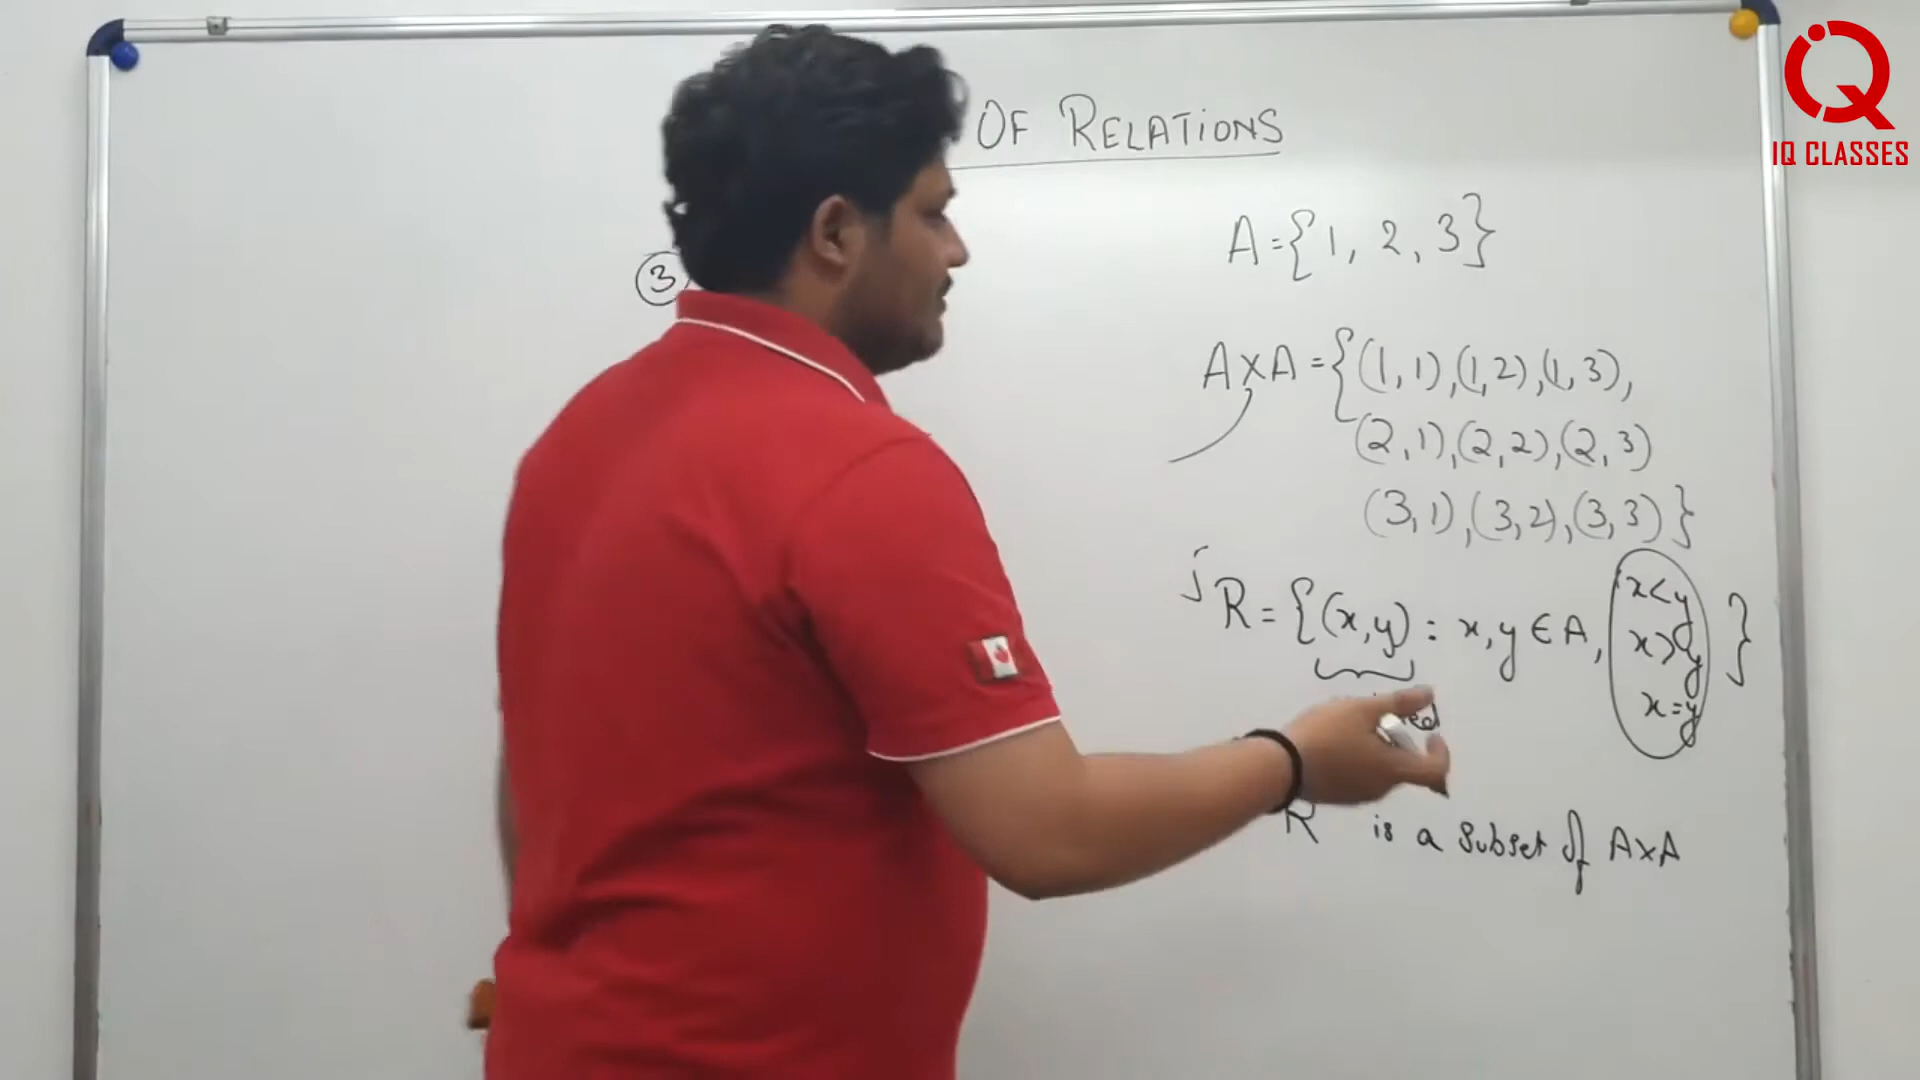 OF RELATIONS
IQ CLASSES
A={1, 2, 3}
3
A×A={(1,1),(1,2),(1,3),
(2,1),(2,2),(2,3)
(3,1),(3,2),(3,3)}
R={(x,y): x,y∈A, x<y }
x>y
x=y
R is a subset of A×A